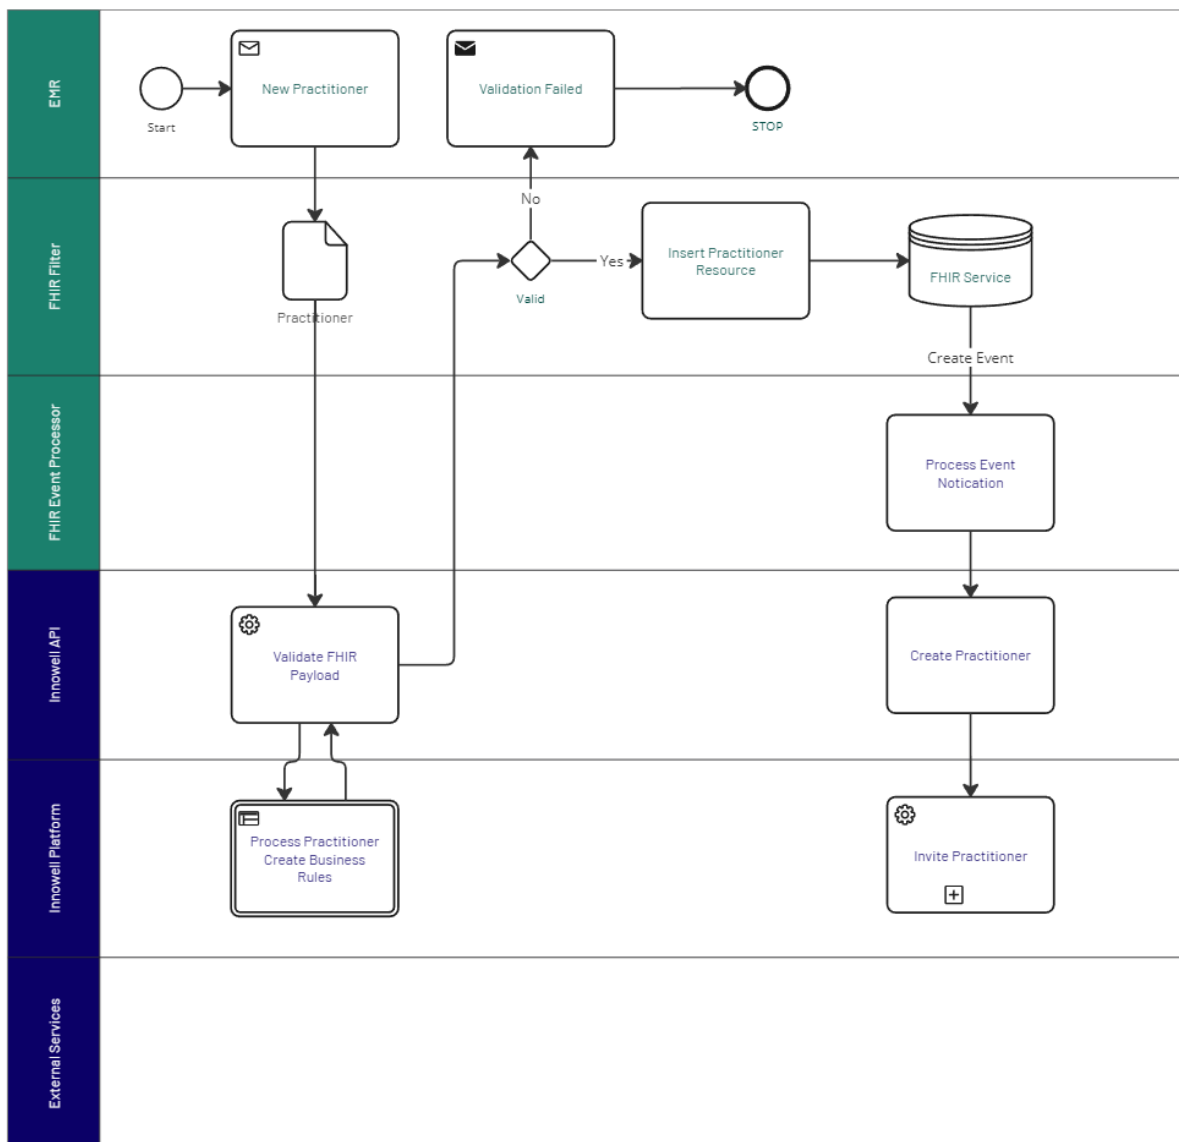 EMR
Start
New Practitioner
Validation Failed
STOP
No
FHIR Filter
Practitioner
Valid
Yes
Insert Practitioner
Resource
FHIR Service
Create Event
FHIR Event Processor
Process Event
Notication
Innowell API
Validate FHIR
Payload
Create Practitioner
Innowell Platform
Process Practitioner
Create Business
Rules
Invite Practitioner
External Services